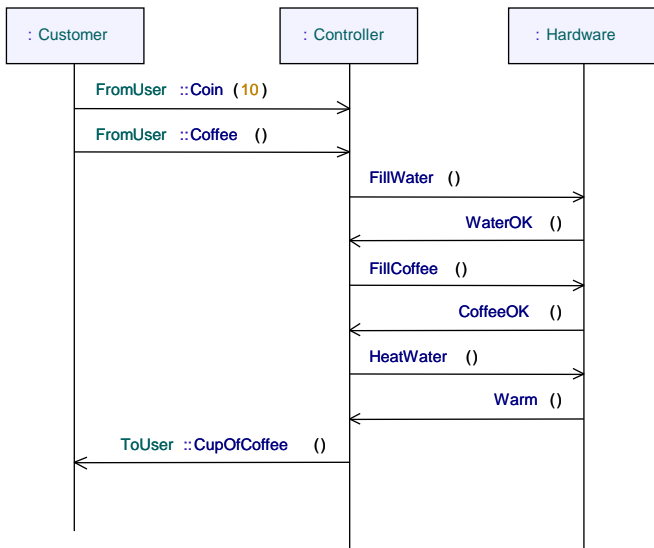 : Customer
: Controller
: Hardware
FromUser ::Coin (10)
FromUser ::Coffee ()
FillWater ()
WaterOK ()
FillCoffee ()
CoffeeOK ()
HeatWater ()
Warm ()
ToUser ::CupOfCoffee ()